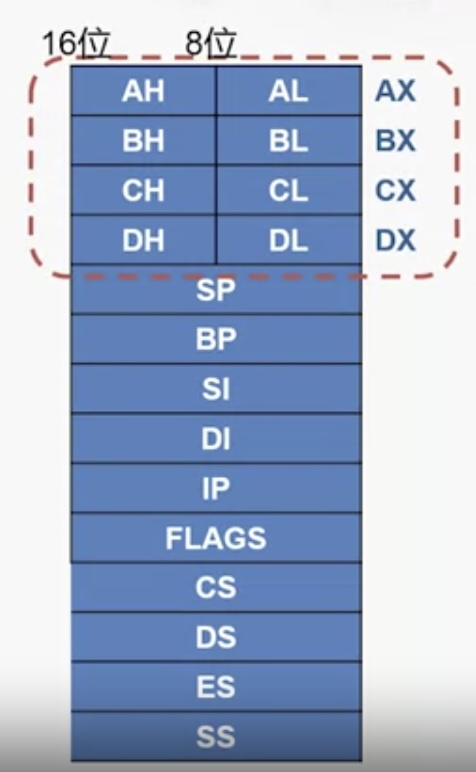 16位 8位
AH AL AX
BH BL BX
CH CL CX
DH DL DX
SP
BP
SI
DI
IP
FLAGS
CS
DS
ES
SS